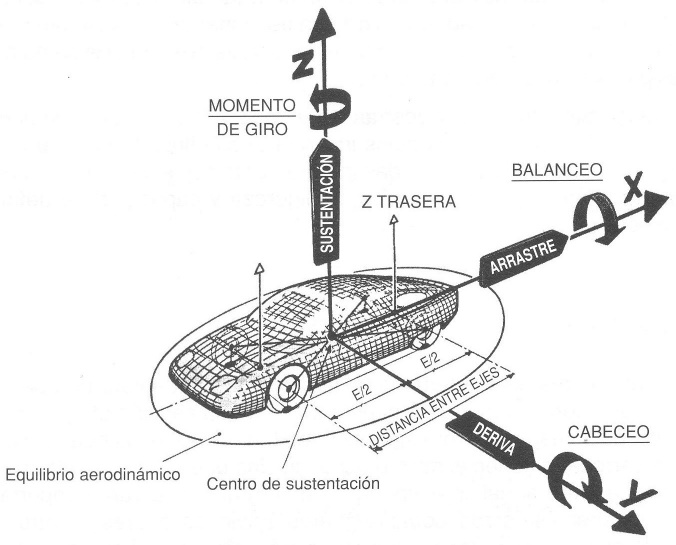 Z
MOMENTO
DE GIRO
SUSTENTACIÓN
BALANCEO
X
Z TRASERA
ARRASTRE
E/2
E/2
DISTANCIA ENTRE EJES
DERIVA
CABECEO
Y
Equilibrio aerodinámico
Centro de sustentación